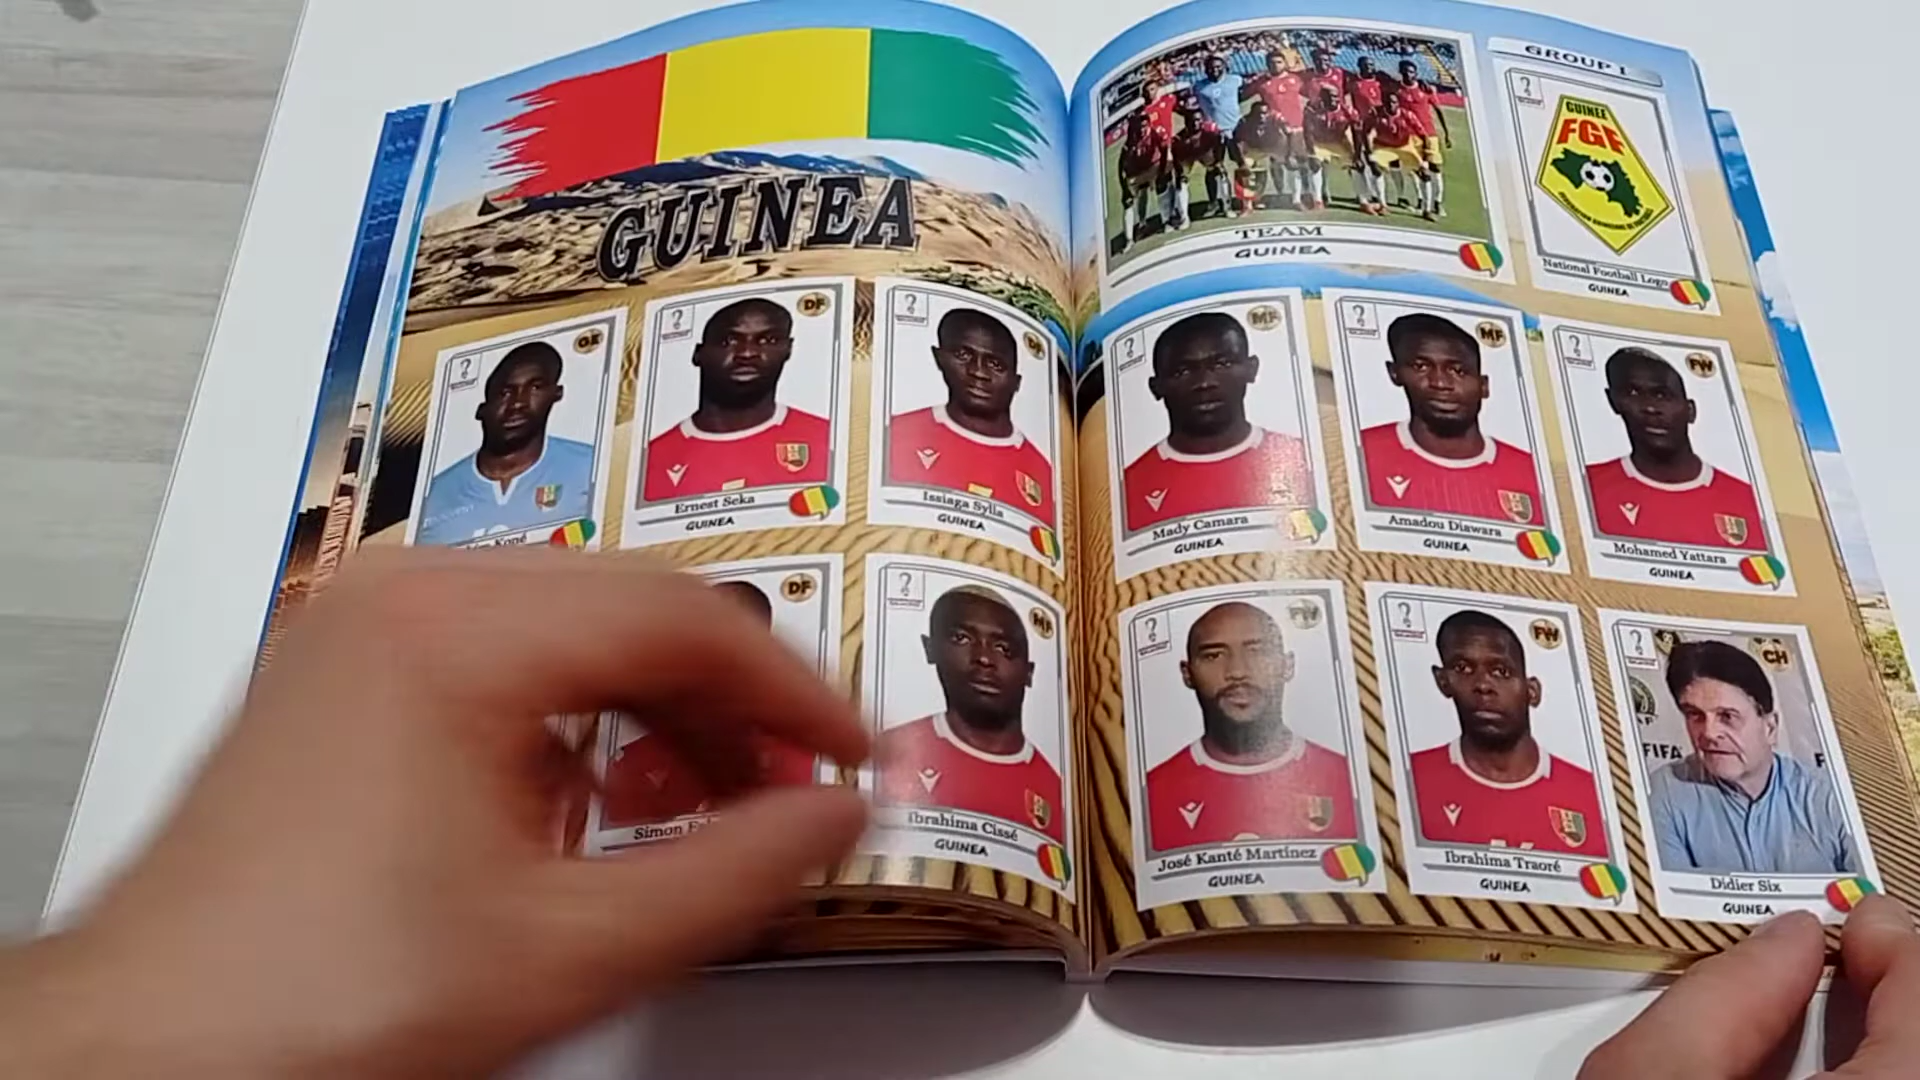 GUINEA
GROUP I
GUINEE
FGF
TEAM
GUINEA
National Football Logo
GUINEA
GK
Koné
DF
Ernest Seka
GUINEA
DF
Issiaga Sylla
GUINEA
MF
Mady Camara
GUINEA
MF
Amadou Diawara
GUINEA
FW
Mohamed Yattara
GUINEA
DF
Simon
MF
Ibrahima Cissé
GUINEA
FW
José Kanté Martínez
GUINEA
FW
Ibrahima Traoré
GUINEA
CH
FIFA
F
Didier Six
GUINEA